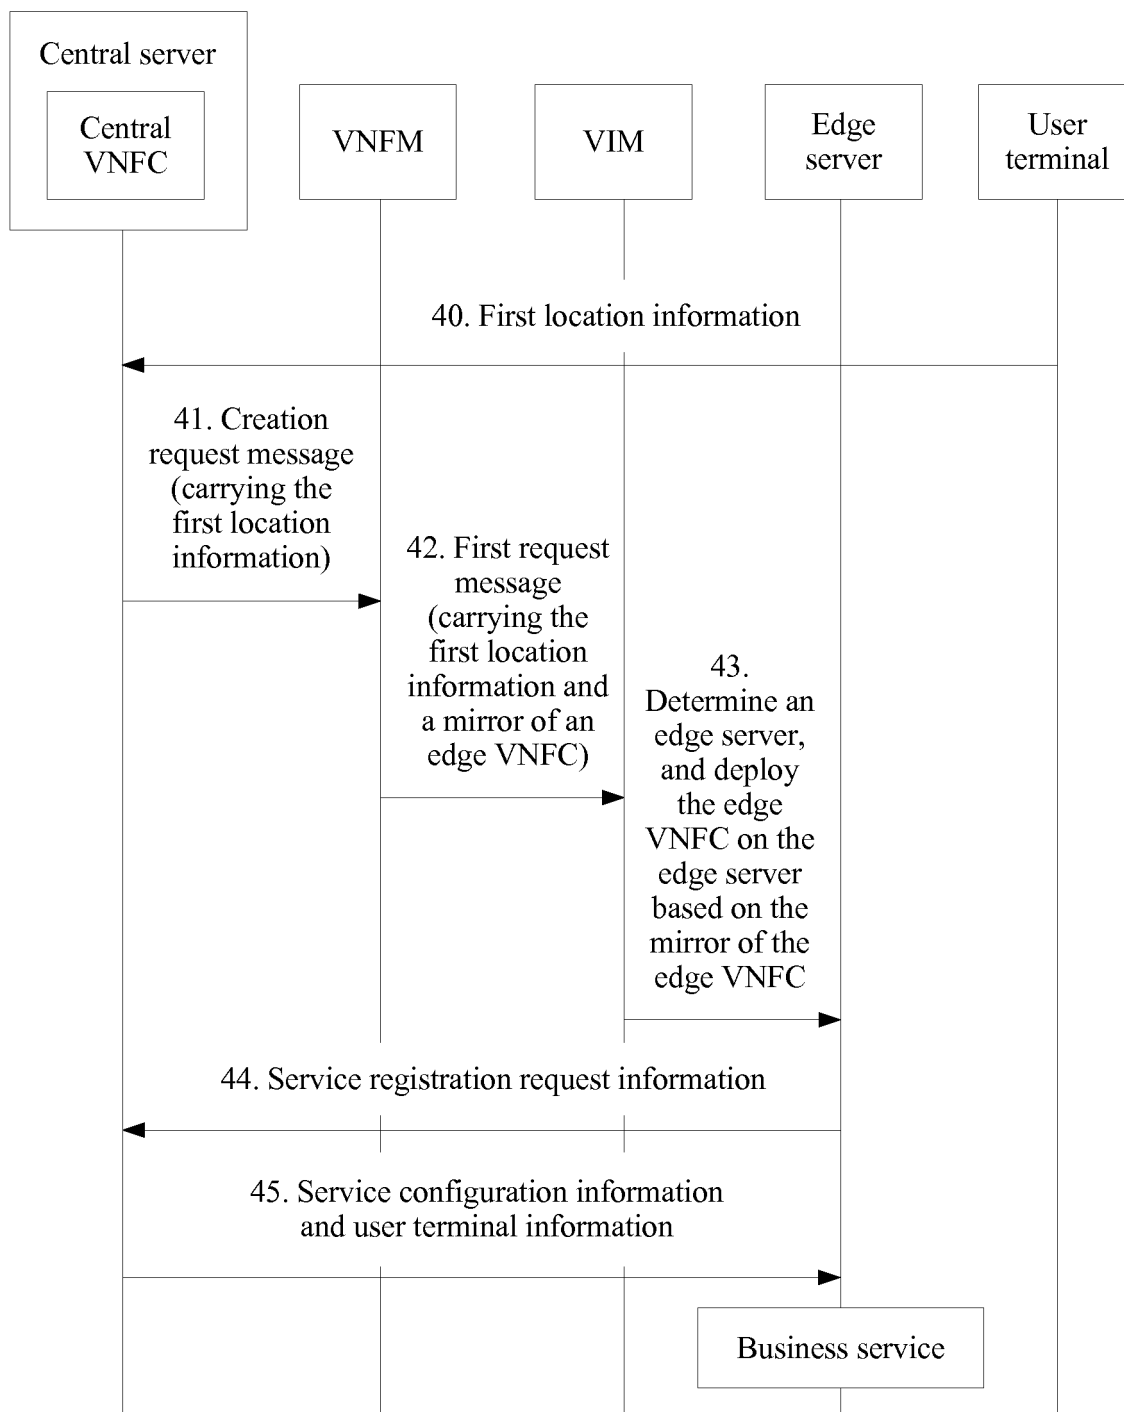 Central server
Central
VNFC
VNFM
VIM
Edge
server
User
terminal
40. First location information
41. Creation
request message
(carrying the
first location
information)
42. First request
message
(carrying the
first location
information and
a mirror of an
edge VNFC)
43.
Determine an
edge server,
and deploy
the edge
VNFC on the
edge server
based on the
mirror of the
edge VNFC
44. Service registration request information
45. Service configuration information
and user terminal information
Business service